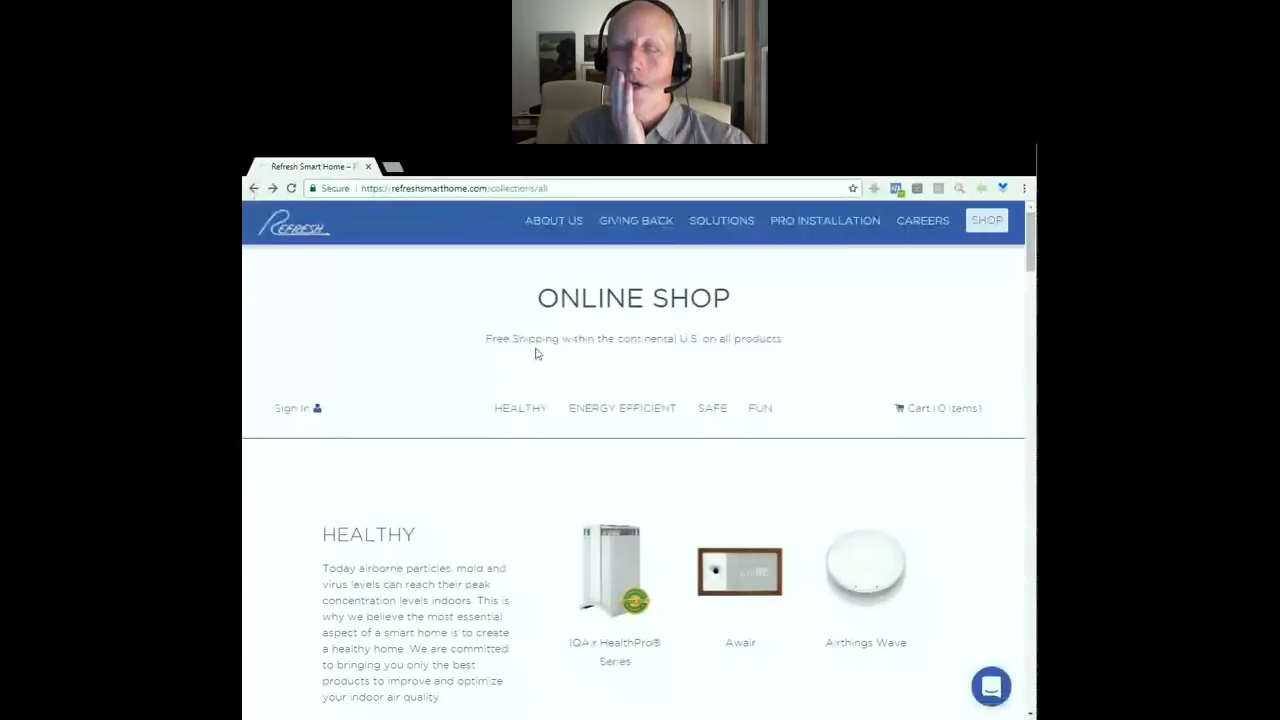 Refresh Smart Home –
Secure | https://refreshsmarthome.com/collections/all
REFRESH
ABOUT US GIVING BACK SOLUTIONS PRO INSTALLATION CAREERS SHOP
ONLINE SHOP
Free Shipping within the continental U.S. on all products
Sign In HEALTHY ENERGY EFFICIENT SAFE FUN Cart (0 items)
HEALTHY
Today airborne particles, mold and
virus levels can reach their peak
concentration levels indoors. This is
why we believe the most essential
aspect of a smart home is to create
a healthy home. We are committed
to bringing you only the best
products to improve and optimize
your indoor air quality.
IQAir HealthPro®
Series
Awair
Airthings Wave